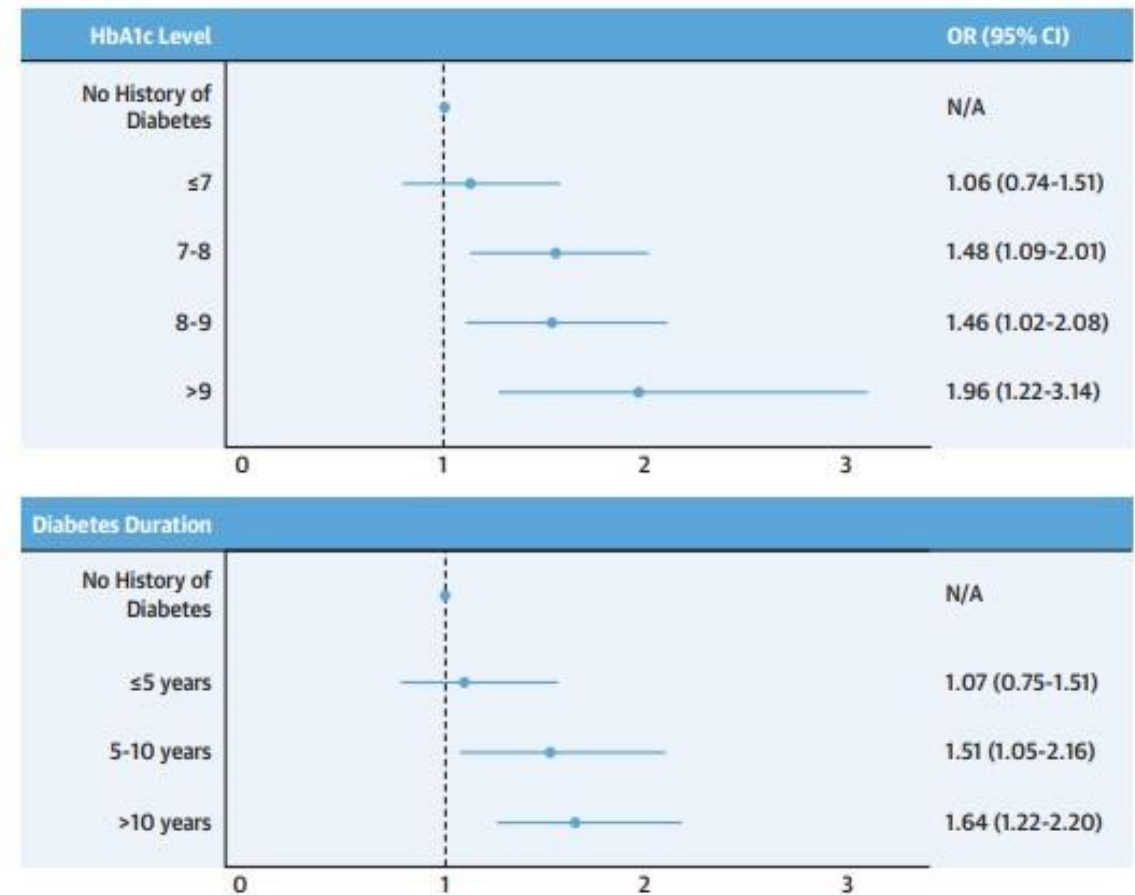 HbA1c Level OR (95% CI)
No History of
Diabetes N/A
≤7 1.06 (0.74-1.51)
7-8 1.48 (1.09-2.01)
8-9 1.46 (1.02-2.08)
>9 1.96 (1.22-3.14)
0 1 2 3
Diabetes Duration
No History of
Diabetes N/A
≤5 years 1.07 (0.75-1.51)
5-10 years 1.51 (1.05-2.16)
>10 years 1.64 (1.22-2.20)
0 1 2 3